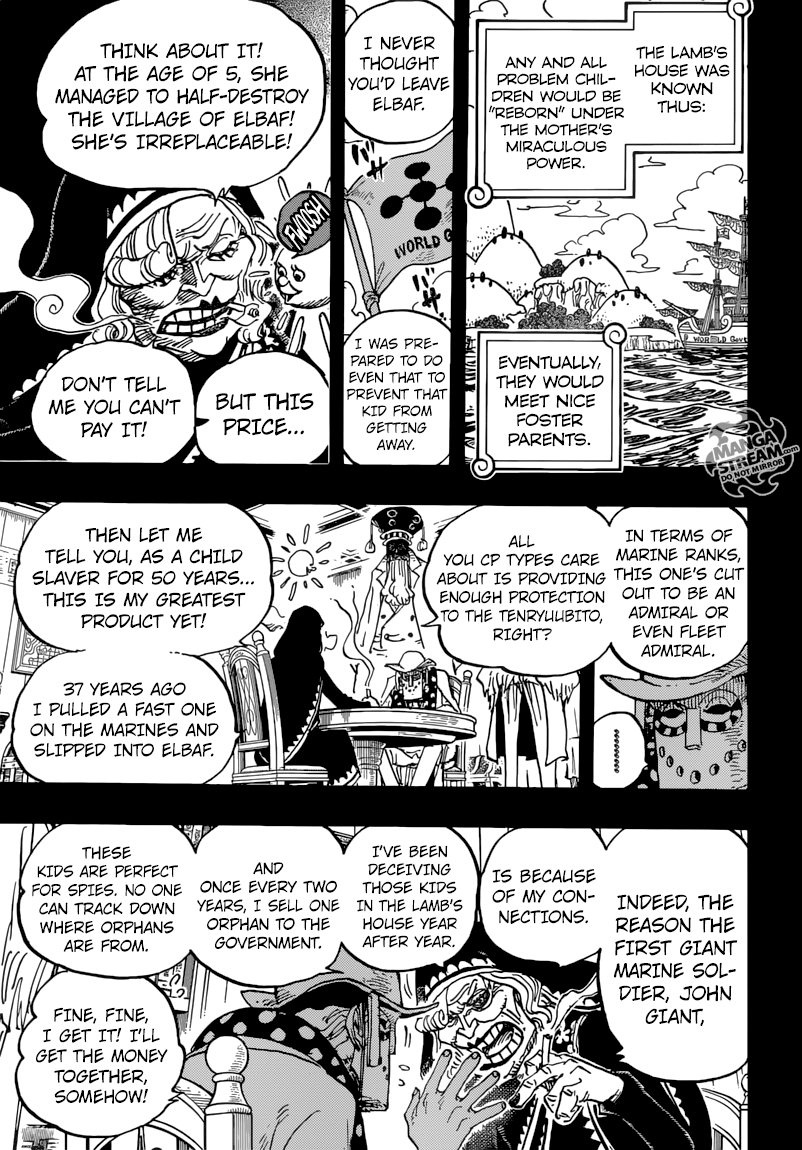 THE LAMB'S
HOUSE WAS
KNOWN
THUS:
ANY AND ALL
PROBLEM CHIL-
DREN WOULD BE
"REBORN" UNDER
THE MOTHER'S
MIRACULOUS
POWER.
WORLD GOV
EVENTUALLY,
THEY WOULD
MEET NICE
FOSTER
PARENTS.
MANGA
STREAM.com
DO NOT MIRROR
I NEVER
THOUGHT
YOU'D LEAVE
ELBAF.
WORLD G
I WAS PRE-
PARED TO DO
EVEN THAT TO
PREVENT THAT
KID FROM
GETTING
AWAY.
THINK ABOUT IT!
AT THE AGE OF 5, SHE
MANAGED TO HALF-DESTROY
THE VILLAGE OF ELBAF!
SHE'S IRREPLACEABLE!
FWOOSH
BUT THIS
PRICE...
DON'T TELL
ME YOU CAN'T
PAY IT!
IN TERMS OF
MARINE RANKS,
THIS ONE'S CUT
OUT TO BE AN
ADMIRAL OR
EVEN FLEET
ADMIRAL.
ALL
YOU CP TYPES CARE
ABOUT IS PROVIDING
ENOUGH PROTECTION
TO THE TENRYUUBITO,
RIGHT?
THEN LET ME
TELL YOU, AS A CHILD
SLAVER FOR 50 YEARS...
THIS IS MY GREATEST
PRODUCT YET!
37 YEARS AGO
I PULLED A FAST ONE
ON THE MARINES AND
SLIPPED INTO ELBAF.
INDEED, THE
REASON THE
FIRST GIANT
MARINE SOL-
DIER, JOHN
GIANT,
IS BECAUSE
OF MY CON-
NECTIONS.
I'VE BEEN
DECEIVING
THOSE KIDS
IN THE LAMB'S
HOUSE YEAR
AFTER YEAR.
AND
ONCE EVERY TWO
YEARS, I SELL ONE
ORPHAN TO THE
GOVERNMENT.
THESE
KIDS ARE PERFECT
FOR SPIES. NO ONE
CAN TRACK DOWN
WHERE ORPHANS
ARE FROM.
FINE, FINE,
I GET IT! I'LL
GET THE MONEY
TOGETHER,
SOMEHOW!